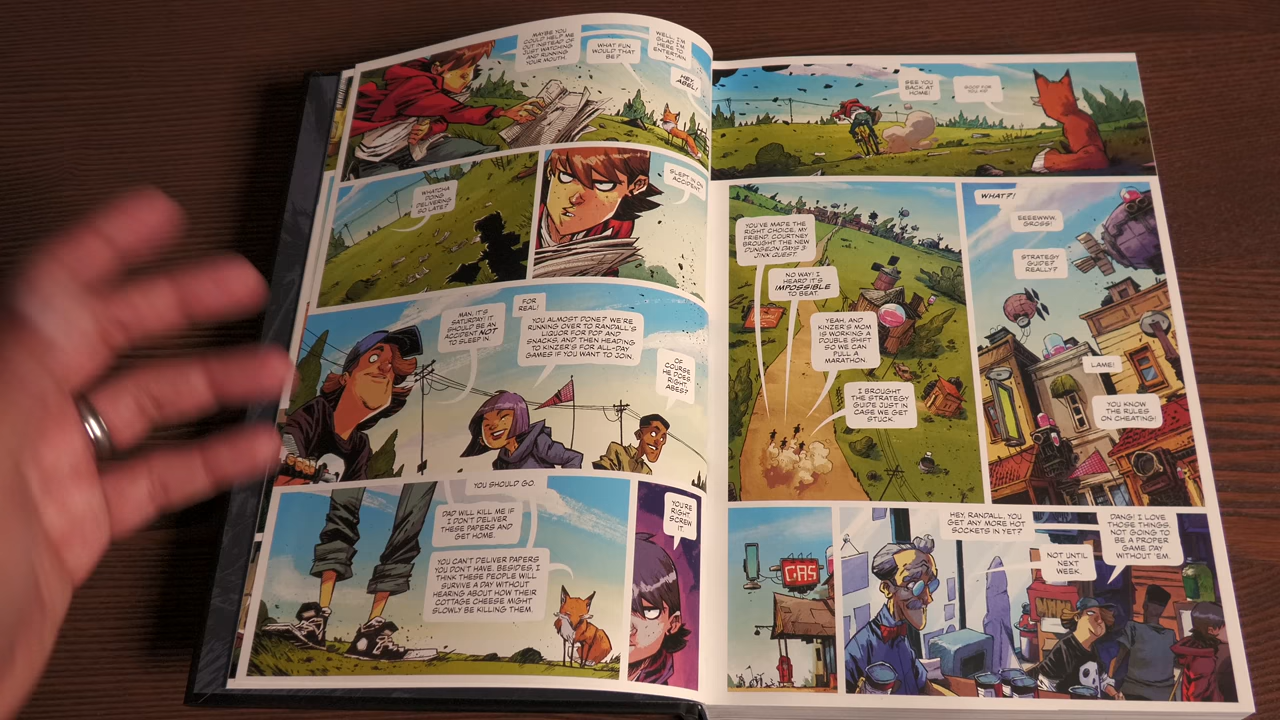 MAYBE YOU
COULD HELP ME
OUT INSTEAD OF
JUST WATCHING
AND RUNNING
YOUR MOUTH.
WHAT FUN
WOULD THAT
BE?
WELL, I'M
GLAD I'M
HERE TO
ENTERTAIN
Y--
HEY,
ABEL!
WHATCHA
DOING
DELIVERING
SO LATE?
SLEPT IN ON
ACCIDENT.
MAN, IT'S
SATURDAY! IT
SHOULD BE AN
ACCIDENT NOT
TO SLEEP IN.
FOR
REAL!
YOU ALMOST DONE? WE'RE
RUNNING OVER TO RANDALL'S
LIQUOR FOR POP AND
SNACKS, AND THEN HEADING
TO KINZER'S FOR ALL-DAY
GAMES IF YOU WANT TO JOIN.
OF
COURSE
HE DOES,
RIGHT,
ABES?
YOU SHOULD GO.
DAD WILL KILL ME IF
I DON'T DELIVER
THESE PAPERS AND
GET HOME.
YOU CAN'T DELIVER PAPERS
YOU DON'T HAVE. BESIDES, I
THINK THESE PEOPLE WILL
SURVIVE A DAY WITHOUT
HEARING ABOUT HOW THEIR
COTTAGE CHEESE MIGHT
SLOWLY BE KILLING THEM.
YOU'RE
RIGHT.
SCREW
IT.
SEE YOU
BACK AT
HOME!
GOOD FOR
YOU, KID.
YOU'VE MADE THE
RIGHT CHOICE, MY
FRIEND. COURTNEY
BROUGHT THE NEW
DUNGEON DAYS 3:
JINX QUEST.
NO WAY! I
HEARD IT'S
IMPOSSIBLE
TO BEAT.
YEAH, AND
KINZER'S MOM
IS WORKING A
DOUBLE SHIFT
SO WE CAN
PULL A
MARATHON.
I BROUGHT
THE STRATEGY
GUIDE JUST IN
CASE WE GET
STUCK.
WHAT?!
EEEEWWW,
GROSS!
STRATEGY
GUIDE?
REALLY?
LAME!
YOU KNOW
THE RULES
ON CHEATING!
GAS
HEY, RANDALL, YOU
GET ANY MORE HOT
SOCKETS IN YET?
NOT UNTIL
NEXT
WEEK.
DANG! I LOVE
THOSE THINGS.
NOT GOING TO
BE A PROPER
GAME DAY
WITHOUT 'EM.